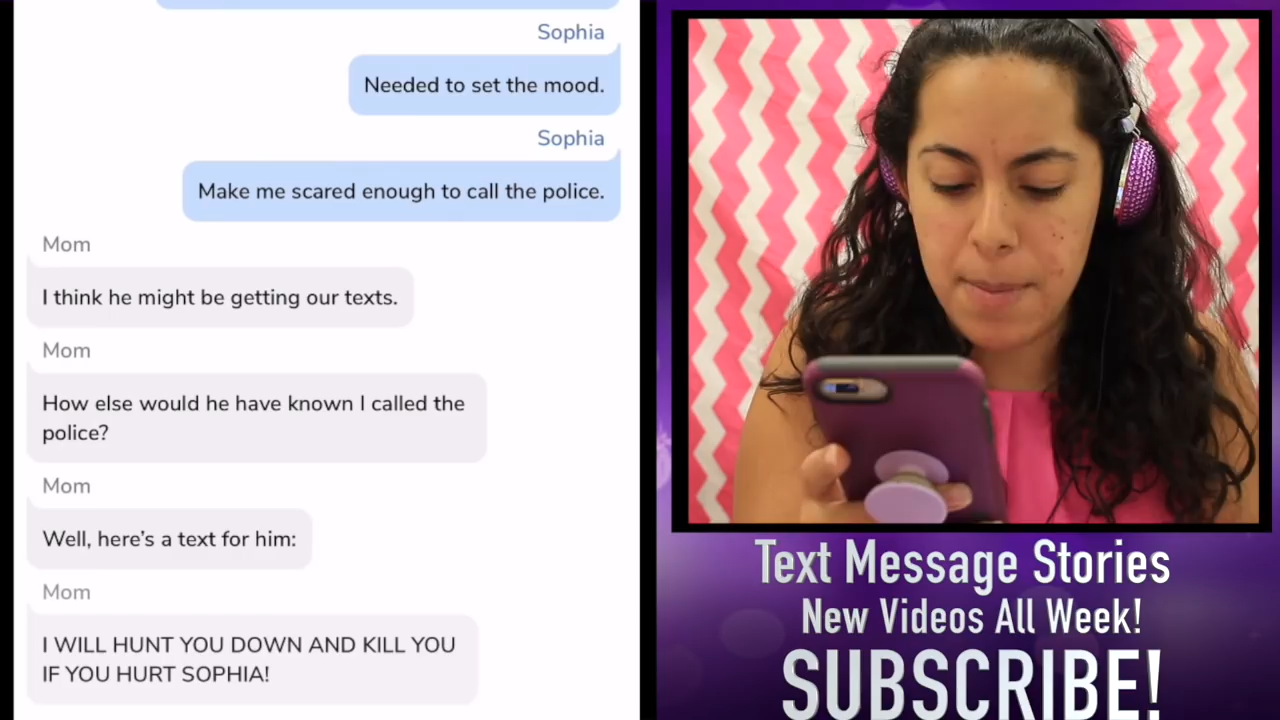 Sophia
Needed to set the mood.
Sophia
Make me scared enough to call the police.
Mom
I think he might be getting our texts.
Mom
How else would he have known I called the
police?
Mom
Well, here's a text for him:
Mom
I WILL HUNT YOU DOWN AND KILL YOU
IF YOU HURT SOPHIA!
Text Message Stories
New Videos All Week!
SUBSCRIBE!